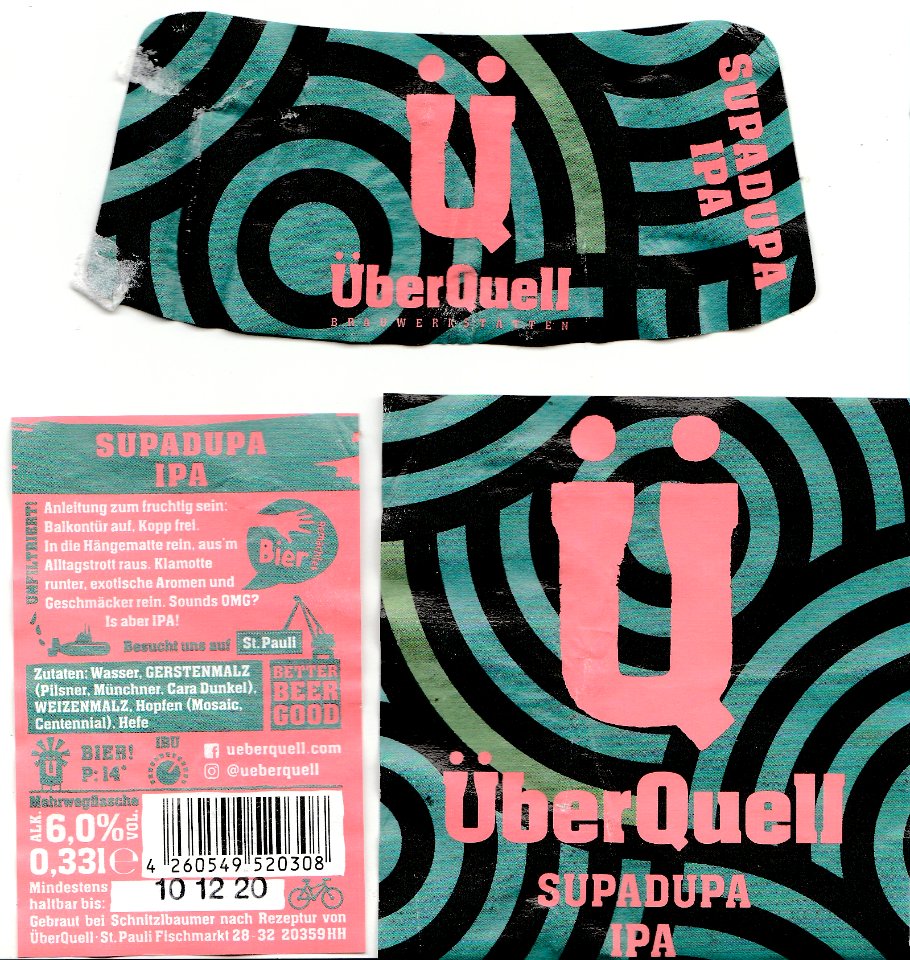 Ü
ÜberQuell
BRAUWERKSTÄTTEN
SUPADUPA
IPA
SUPADUPA
IPA
UNFILTRIERT!
Anleitung zum fruchtig sein:
Balkontür auf, Kopp frei.
In die Hängematte rein, aus'm
Alltagstrott raus. Klamotte
runter, exotische Aromen und
Geschmäcker rein. Sounds OMG?
Is aber IPA!
Bier
Besucht uns auf St. Pauli
Zutaten: Wasser, GERSTENMALZ
(Pilsner, Münchner, Cara Dunkel),
WEIZENMALZ, Hopfen (Mosaic,
Centennial), Hefe
BETTER
BEER
GOOD
Ü
BIER!
P: 14°
IBU
ueberquell.com
@ueberquell
Mehrwegflasche
ALK. 6,0% VOL.
0,33l e
4 260549 520308
Mindestens
haltbar bis: 10 12 20
Gebraut bei Schnitzlbaumer nach Rezeptur von
ÜberQuell · St. Pauli Fischmarkt 28-32 20359 HH
Ü
ÜberQuell
SUPADUPA
IPA